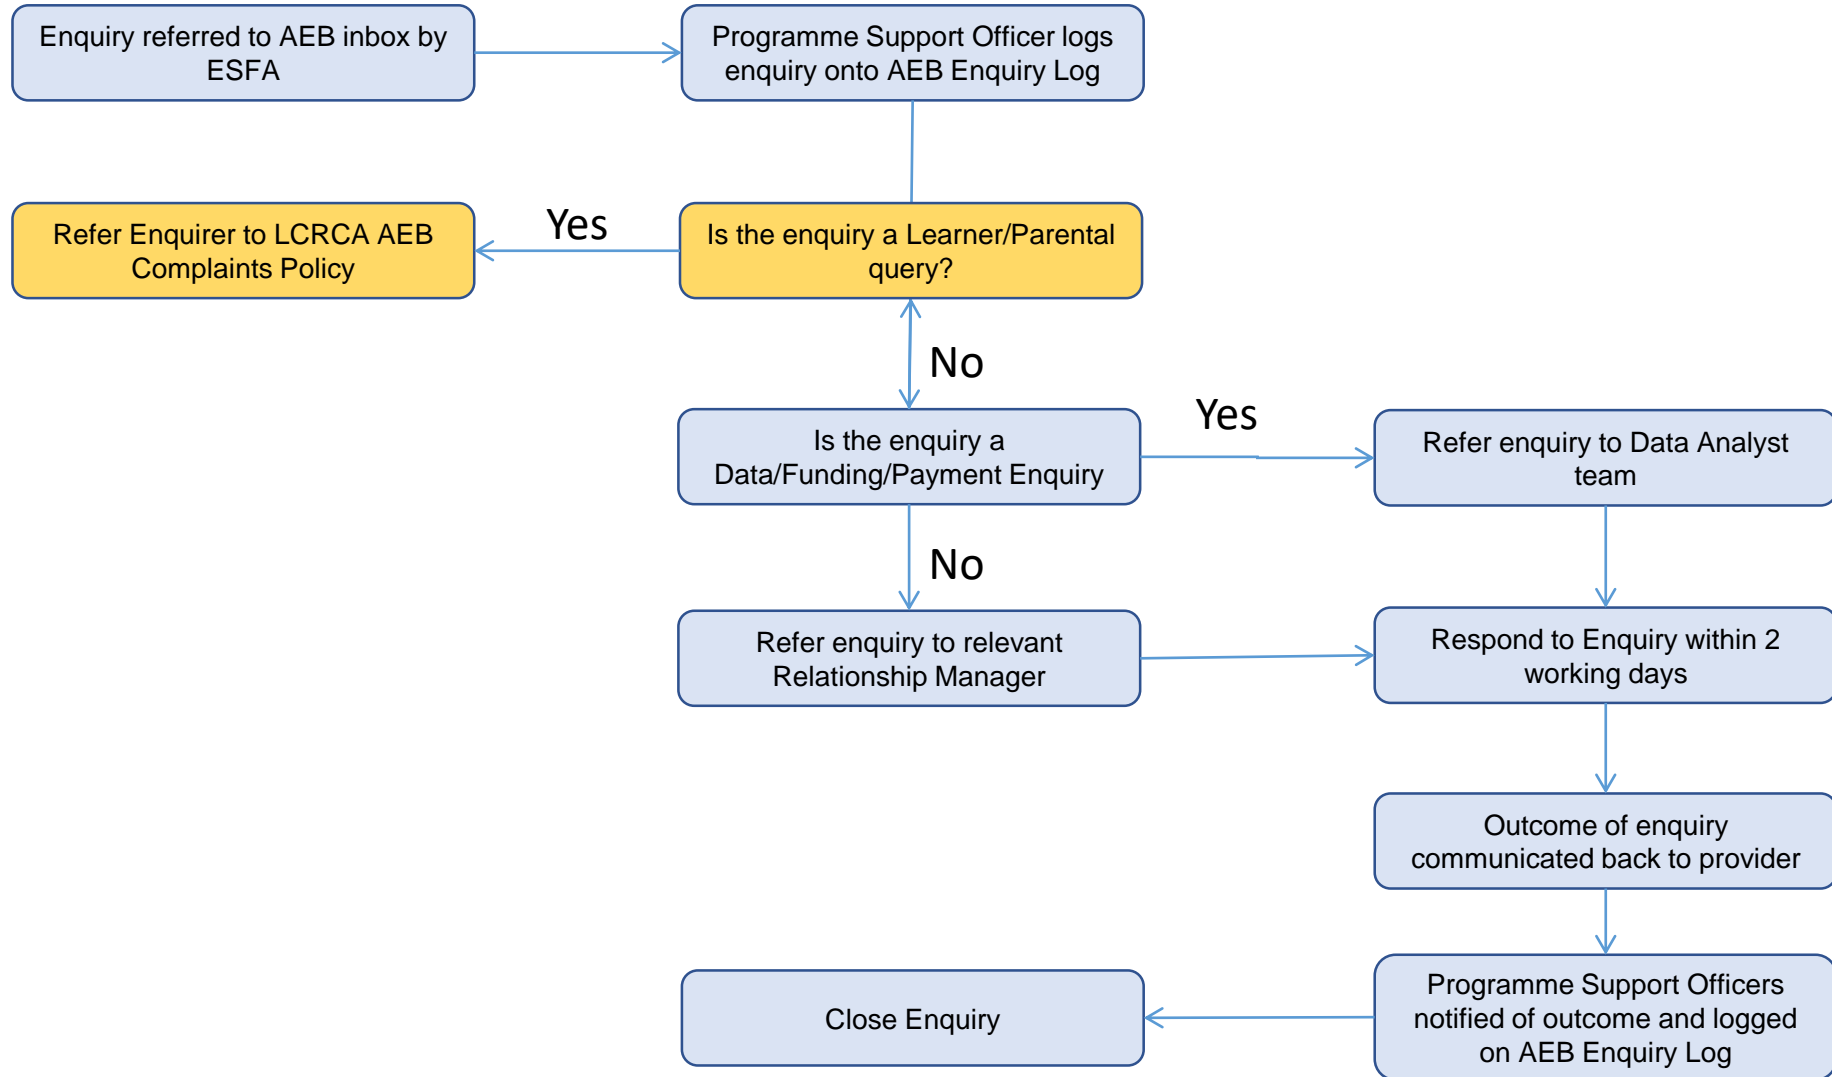 Enquiry referred to AEB inbox by
ESFA
Programme Support Officer logs
enquiry onto AEB Enquiry Log
Refer Enquirer to LCRCA AEB
Complaints Policy
Yes
Is the enquiry a Learner/Parental
query?
No
Is the enquiry a
Data/Funding/Payment Enquiry
Yes
Refer enquiry to Data Analyst
team
No
Refer enquiry to relevant
Relationship Manager
Respond to Enquiry within 2
working days
Outcome of enquiry
communicated back to provider
Close Enquiry
Programme Support Officers
notified of outcome and logged
on AEB Enquiry Log